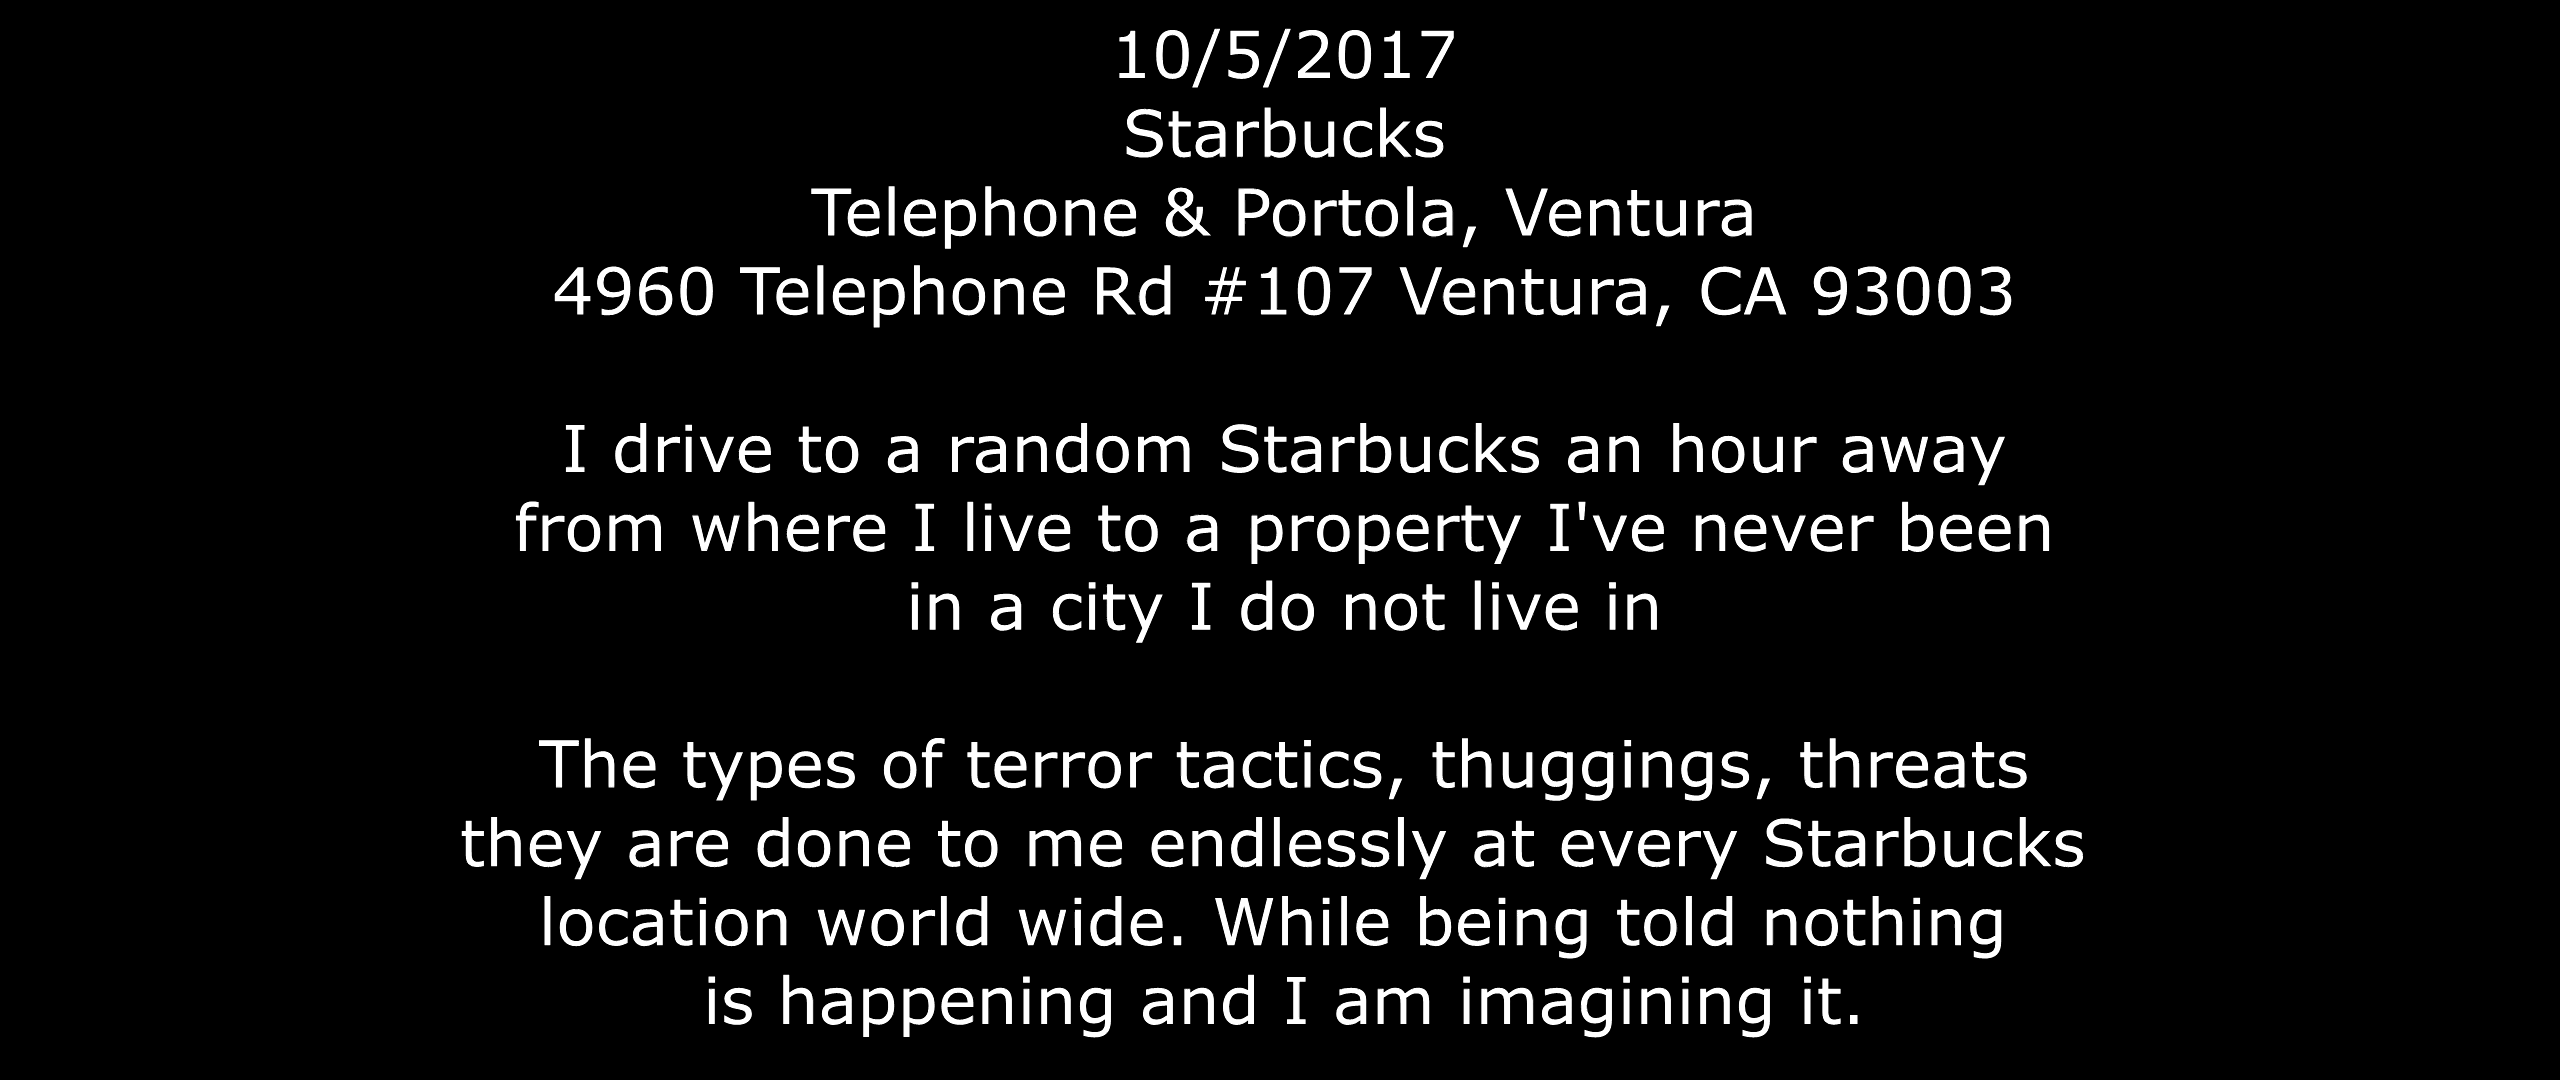 10/5/2017
Starbucks
Telephone & Portola, Ventura
4960 Telephone Rd #107 Ventura, CA 93003
I drive to a random Starbucks an hour away
from where I live to a property I've never been
in a city I do not live in
The types of terror tactics, thuggings, threats
they are done to me endlessly at every Starbucks
location world wide. While being told nothing
is happening and I am imagining it.